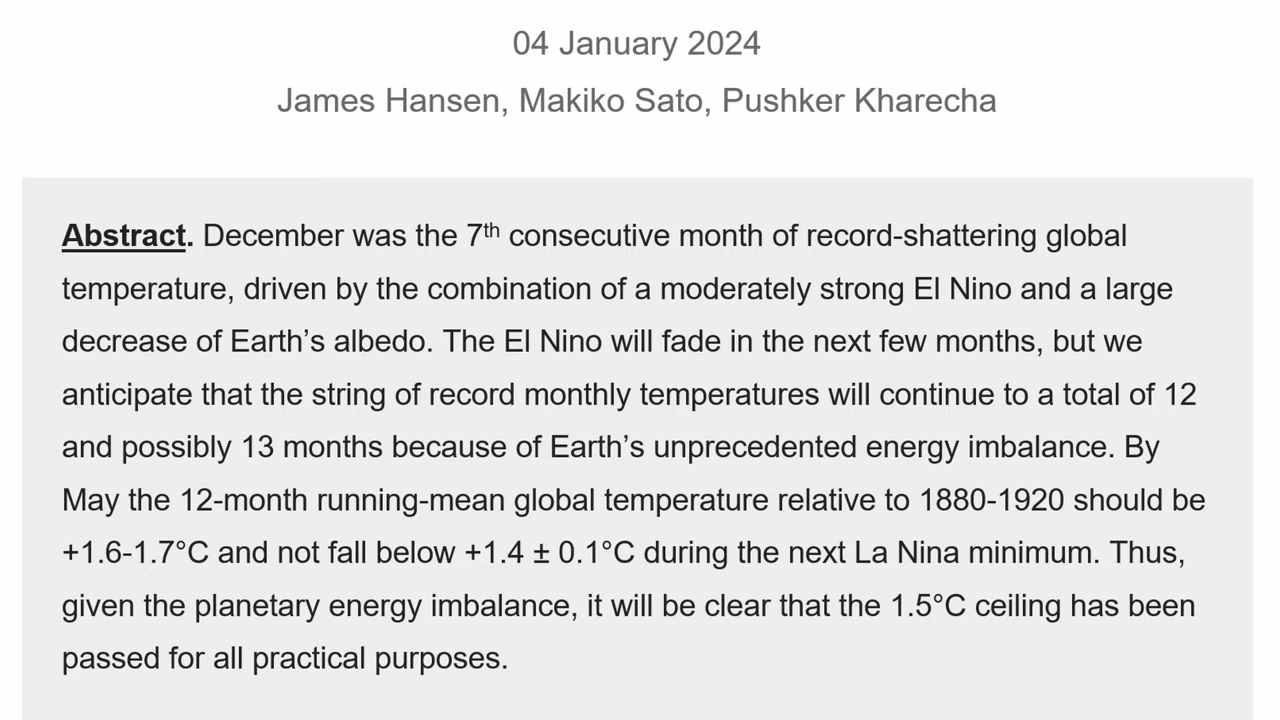 04 January 2024
James Hansen, Makiko Sato, Pushker Kharecha
Abstract. December was the 7th consecutive month of record-shattering global
temperature, driven by the combination of a moderately strong El Nino and a large
decrease of Earth’s albedo. The El Nino will fade in the next few months, but we
anticipate that the string of record monthly temperatures will continue to a total of 12
and possibly 13 months because of Earth’s unprecedented energy imbalance. By
May the 12-month running-mean global temperature relative to 1880-1920 should be
+1.6-1.7°C and not fall below +1.4 ± 0.1°C during the next La Nina minimum. Thus,
given the planetary energy imbalance, it will be clear that the 1.5°C ceiling has been
passed for all practical purposes.